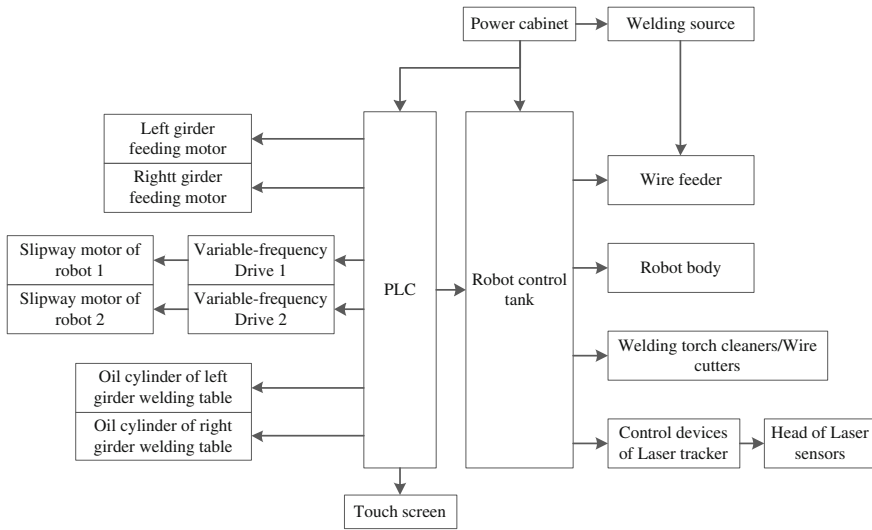 Power cabinet
Welding source
Left girder
feeding motor
Rightt girder
feeding motor
Wire feeder
Slipway motor of
robot 1
Variable-frequency
Drive 1
Slipway motor of
robot 2
Variable-frequency
Drive 2
PLC
Robot control
tank
Robot body
Welding torch cleaners/Wire
cutters
Oil cylinder of left
girder welding table
Oil cylinder of right
girder welding table
Control devices
of Laser tracker
Head of Laser
sensors
Touch screen